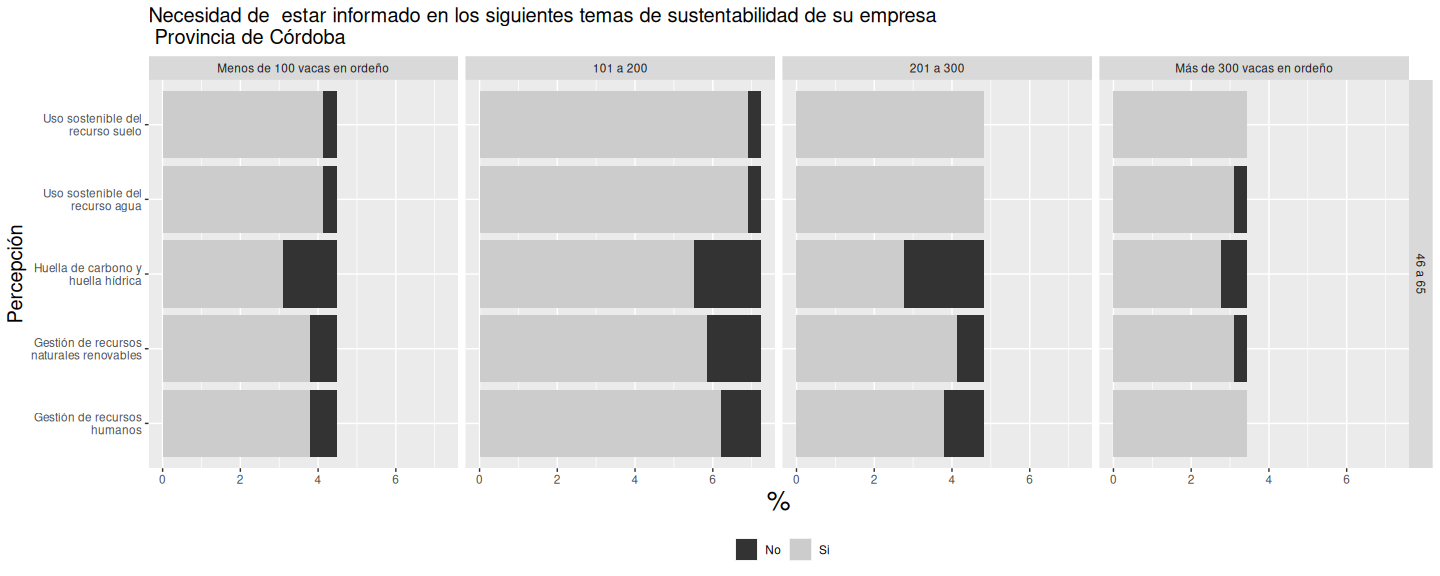 Necesidad de  estar informado en los siguientes temas de sustentabilidad de su empresa
Provincia de Córdoba
Menos de 100 vacas en ordeño
101 a 200
201 a 300
Más de 300 vacas en ordeño
Percepción
Uso sostenible del
recurso suelo
Uso sostenible del
recurso agua
Huella de carbono y
huella hídrica
Gestión de recursos
naturales renovables
Gestión de recursos
humanos
46 a 65
0 2 4 6
0 2 4 6
0 2 4 6
0 2 4 6
%
No Si